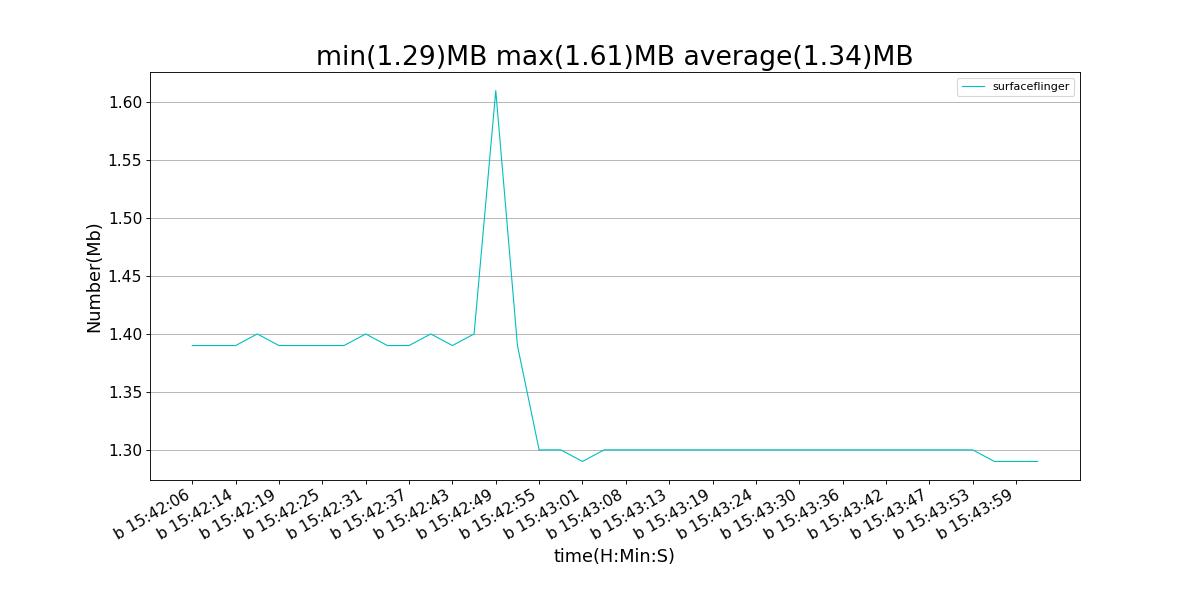 min(1.29)MB max(1.61)MB average(1.34)MB
surfaceflinger
Number(Mb)
1.60
1.55
1.50
1.45
1.40
1.35
1.30
b 15:42:06
b 15:42:14
b 15:42:19
b 15:42:25
b 15:42:31
b 15:42:37
b 15:42:43
b 15:42:49
b 15:42:55
b 15:43:01
b 15:43:08
b 15:43:13
b 15:43:19
b 15:43:24
b 15:43:30
b 15:43:36
b 15:43:42
b 15:43:47
b 15:43:53
b 15:43:59
time(H:Min:S)